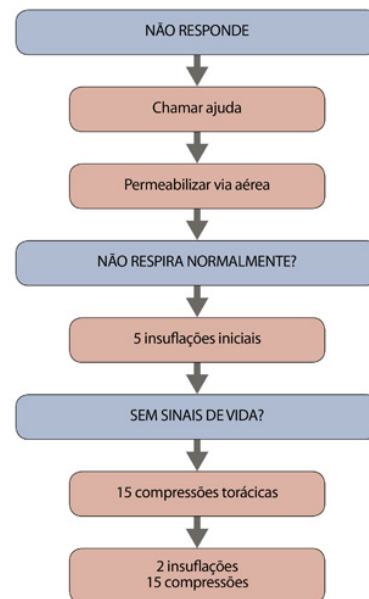 NÃO RESPONDE
Chamar ajuda
Permeabilizar via aérea
NÃO RESPIRA NORMALMENTE?
5 insuflações iniciais
SEM SINAIS DE VIDA?
15 compressões torácicas
2 insuflações
15 compressões